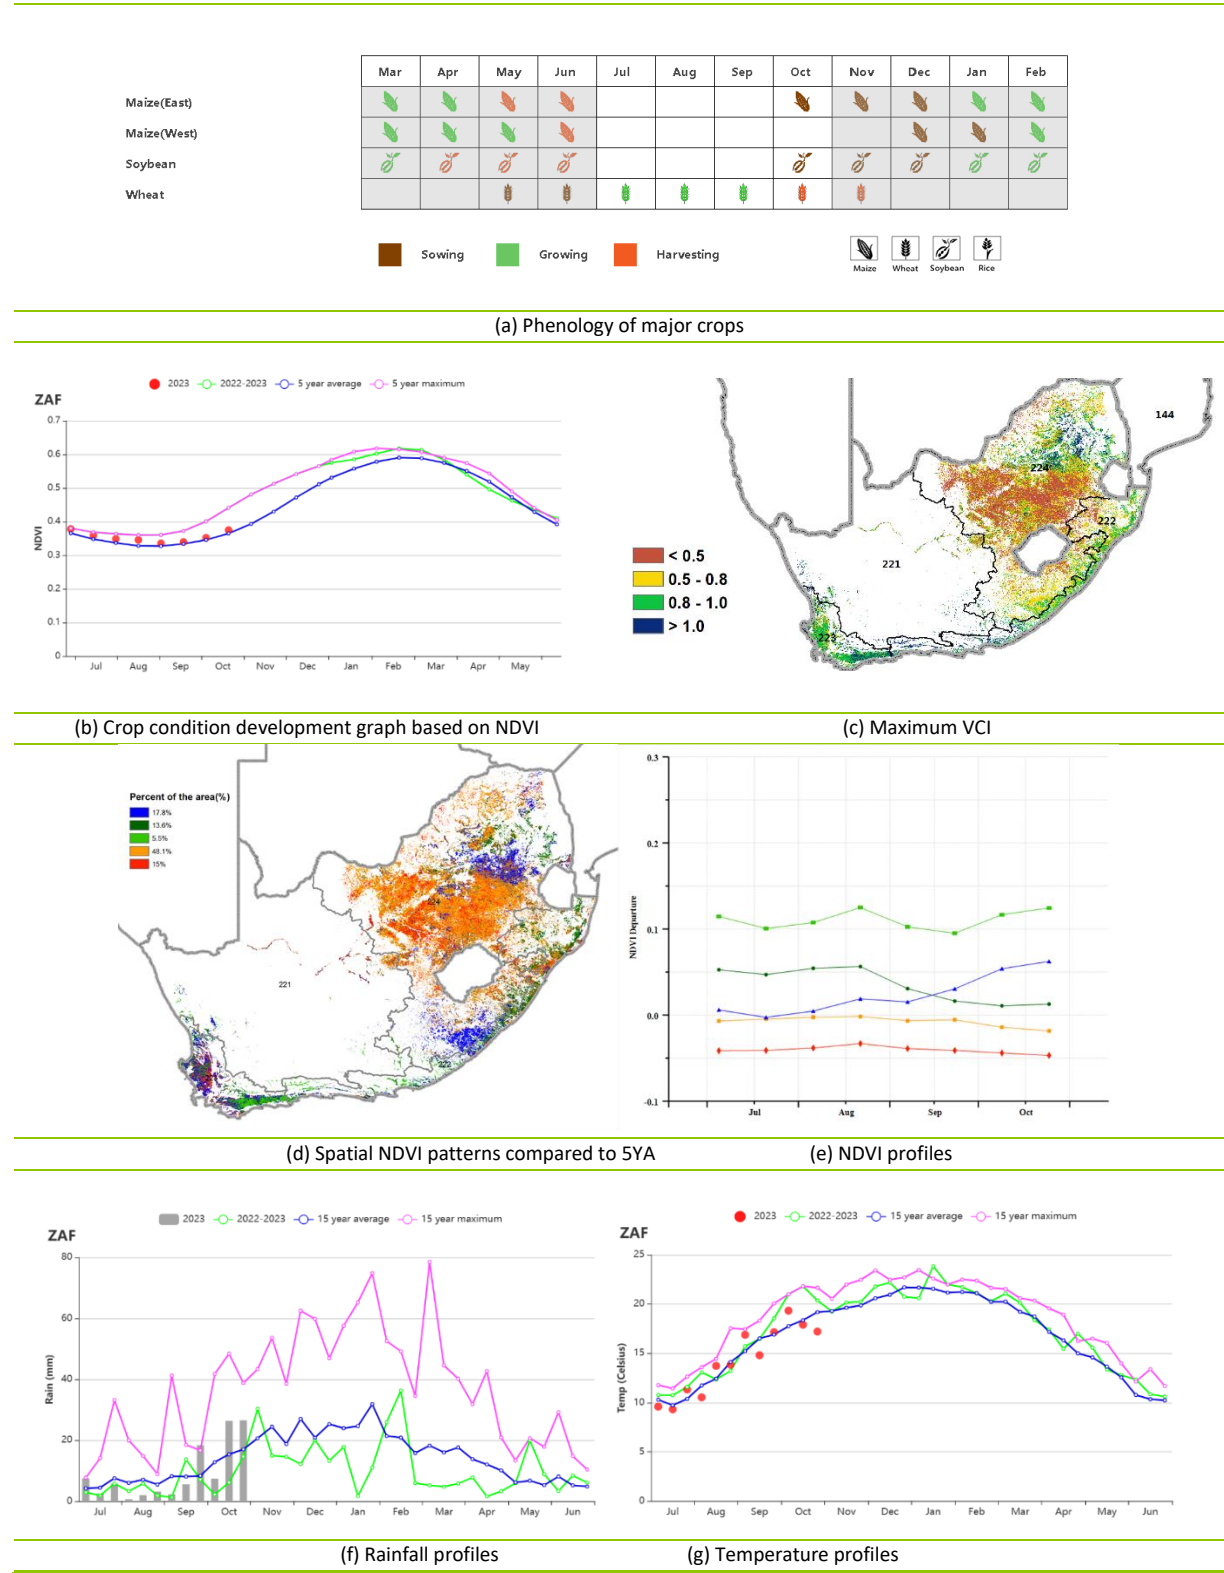 Mar Apr May Jun Jul Aug Sep Oct Nov Dec Jan Feb
Maize(East)
Maize(West)
Soybean
Wheat
Sowing Growing Harvesting
Maize Wheat Soybean Rice
(a) Phenology of major crops
2023 2022-2023 5 year average 5 year maximum
ZAF
0.7
0.6
0.5
0.4
0.3
0.2
0.1
0
NDVI
Jul Aug Sep Oct Nov Dec Jan Feb Mar Apr May
144
224
222
221
223
< 0.5
0.5 - 0.8
0.8 - 1.0
> 1.0
(b) Crop condition development graph based on NDVI
(c) Maximum VCI
Percent of the area(%)
17.8%
13.6%
5.5%
48.1%
15%
224
221
222
0.3
0.2
0.1
0.0
-0.1
NDVI Departure
Jul Aug Sep Oct
(d) Spatial NDVI patterns compared to 5YA
(e) NDVI profiles
2023 2022-2023 15 year average 15 year maximum
ZAF
80
60
40
20
0
Rain (mm)
Jul Aug Sep Oct Nov Dec Jan Feb Mar Apr May Jun
2023 2022-2023 15 year average 15 year maximum
ZAF
25
20
15
10
5
0
Temp (Celsius)
Jul Aug Sep Oct Nov Dec Jan Feb Mar Apr May Jun
(f) Rainfall profiles
(g) Temperature profiles